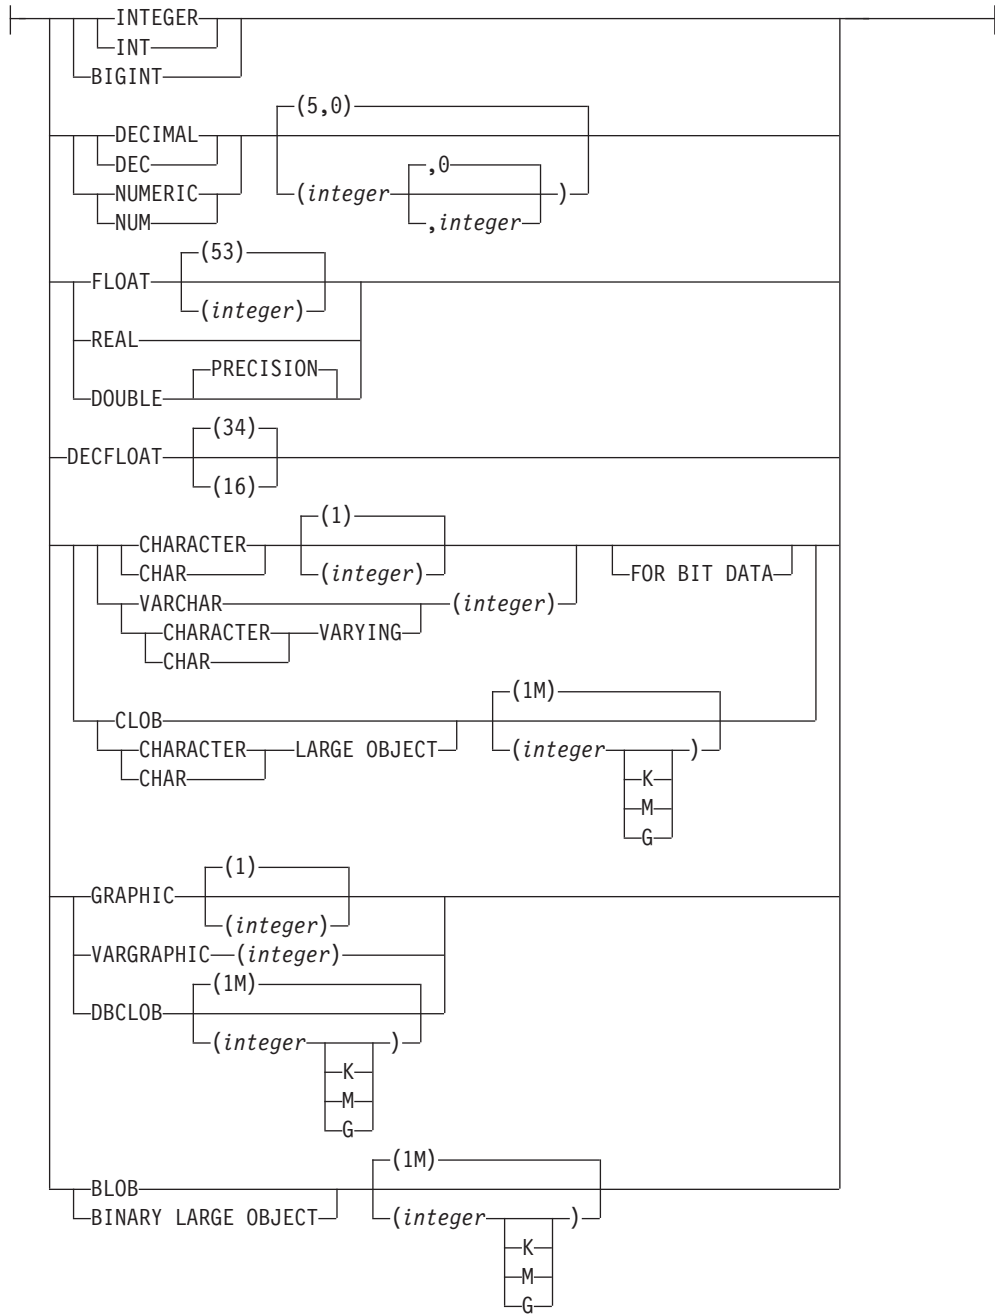 INTEGER
INT
BIGINT
(5,0)
DECIMAL
DEC
,0
NUMERIC
(integer
)
NUM
,integer
(53)
FLOAT
(integer)
REAL
PRECISION
DOUBLE
(34)
DECFLOAT
(16)
(1)
CHARACTER
CHAR
(integer)
FOR BIT DATA
VARCHAR
(integer)
CHARACTER
VARYING
CHAR
(1M)
CLOB
CHARACTER
LARGE OBJECT
(integer
)
CHAR
K
M
G
(1)
GRAPHIC
(integer)
VARGRAPHIC
(integer)
(1M)
DBCLOB
(integer
)
K
M
G
(1M)
BLOB
BINARY LARGE OBJECT
(integer
)
K
M
G